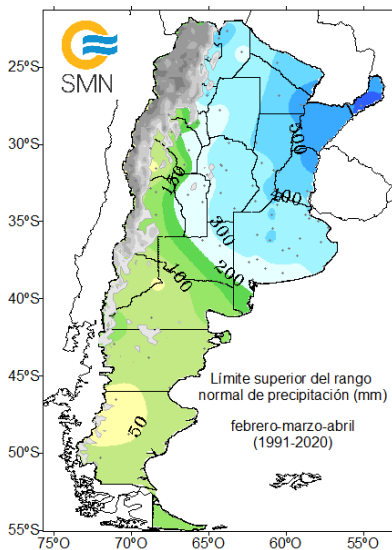 SMN
25°S
30°S
35°S
40°S
45°S
50°S
55°S
150
500
400
300
200
100
50
Límite superior del rango
normal de precipitación (mm)
febrero-marzo-abril
(1991-2020)
75°O
70°O
65°O
60°O
55°O